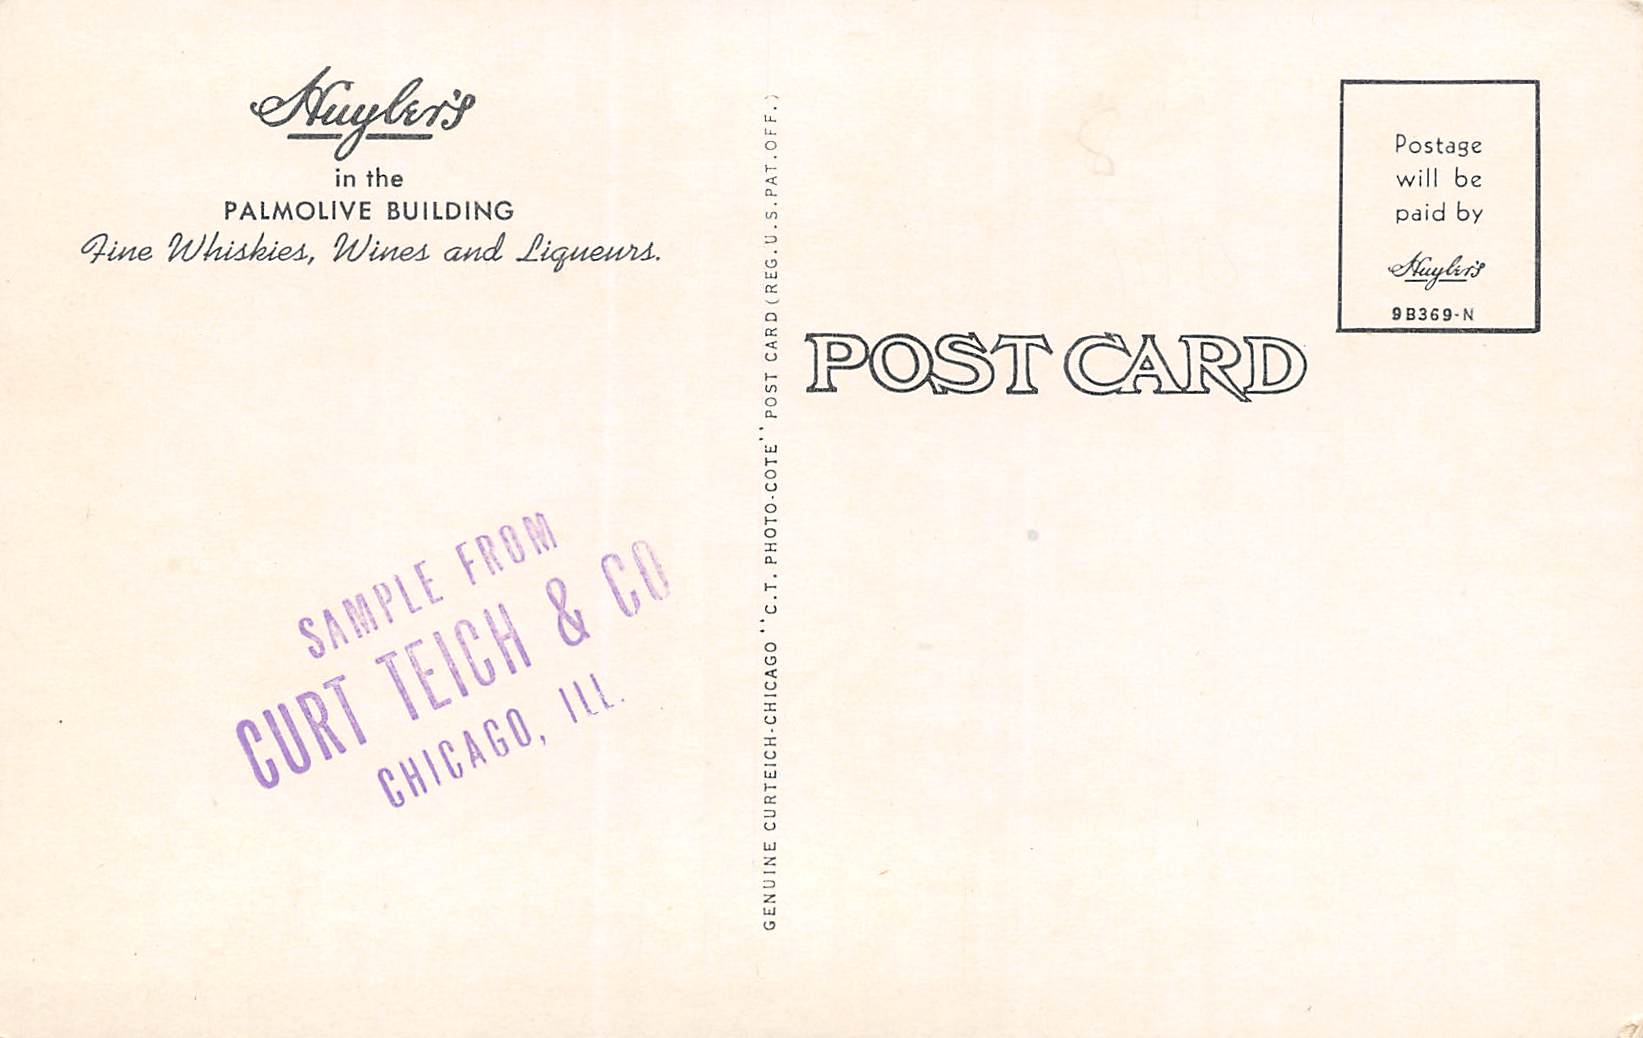 Huyler's
in the
PALMOLIVE BUILDING
Fine Whiskies, Wines and Liqueurs.
SAMPLE FROM
CURT TEICH & CO
CHICAGO, ILL.
GENUINE CURTEICH-CHICAGO "C.T. PHOTO-COTE" POST CARD (REG. U.S. PAT. OFF.)
POST CARD
Postage
will be
paid by
Huyler's
9B369-N